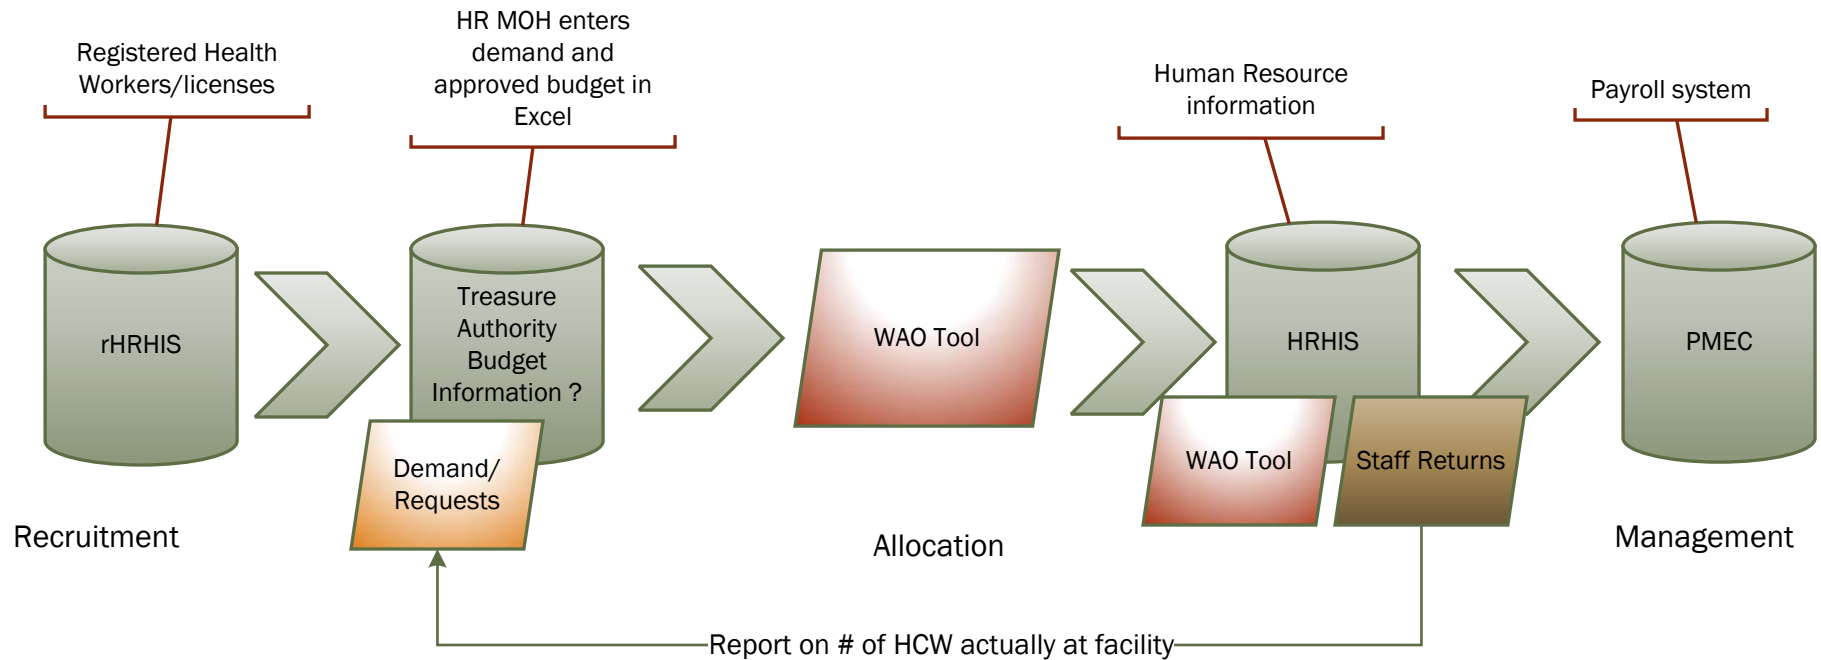 Registered Health
Workers/licenses
HR MOH enters
demand and
approved budget in
Excel
Human Resource
information
Payroll system
rHRHIS
Treasure
Authority
Budget
Information ?
WAO Tool
HRHIS
PMEC
Demand/
Requests
WAO Tool
Staff Returns
Recruitment
Allocation
Management
Report on # of HCW actually at facility